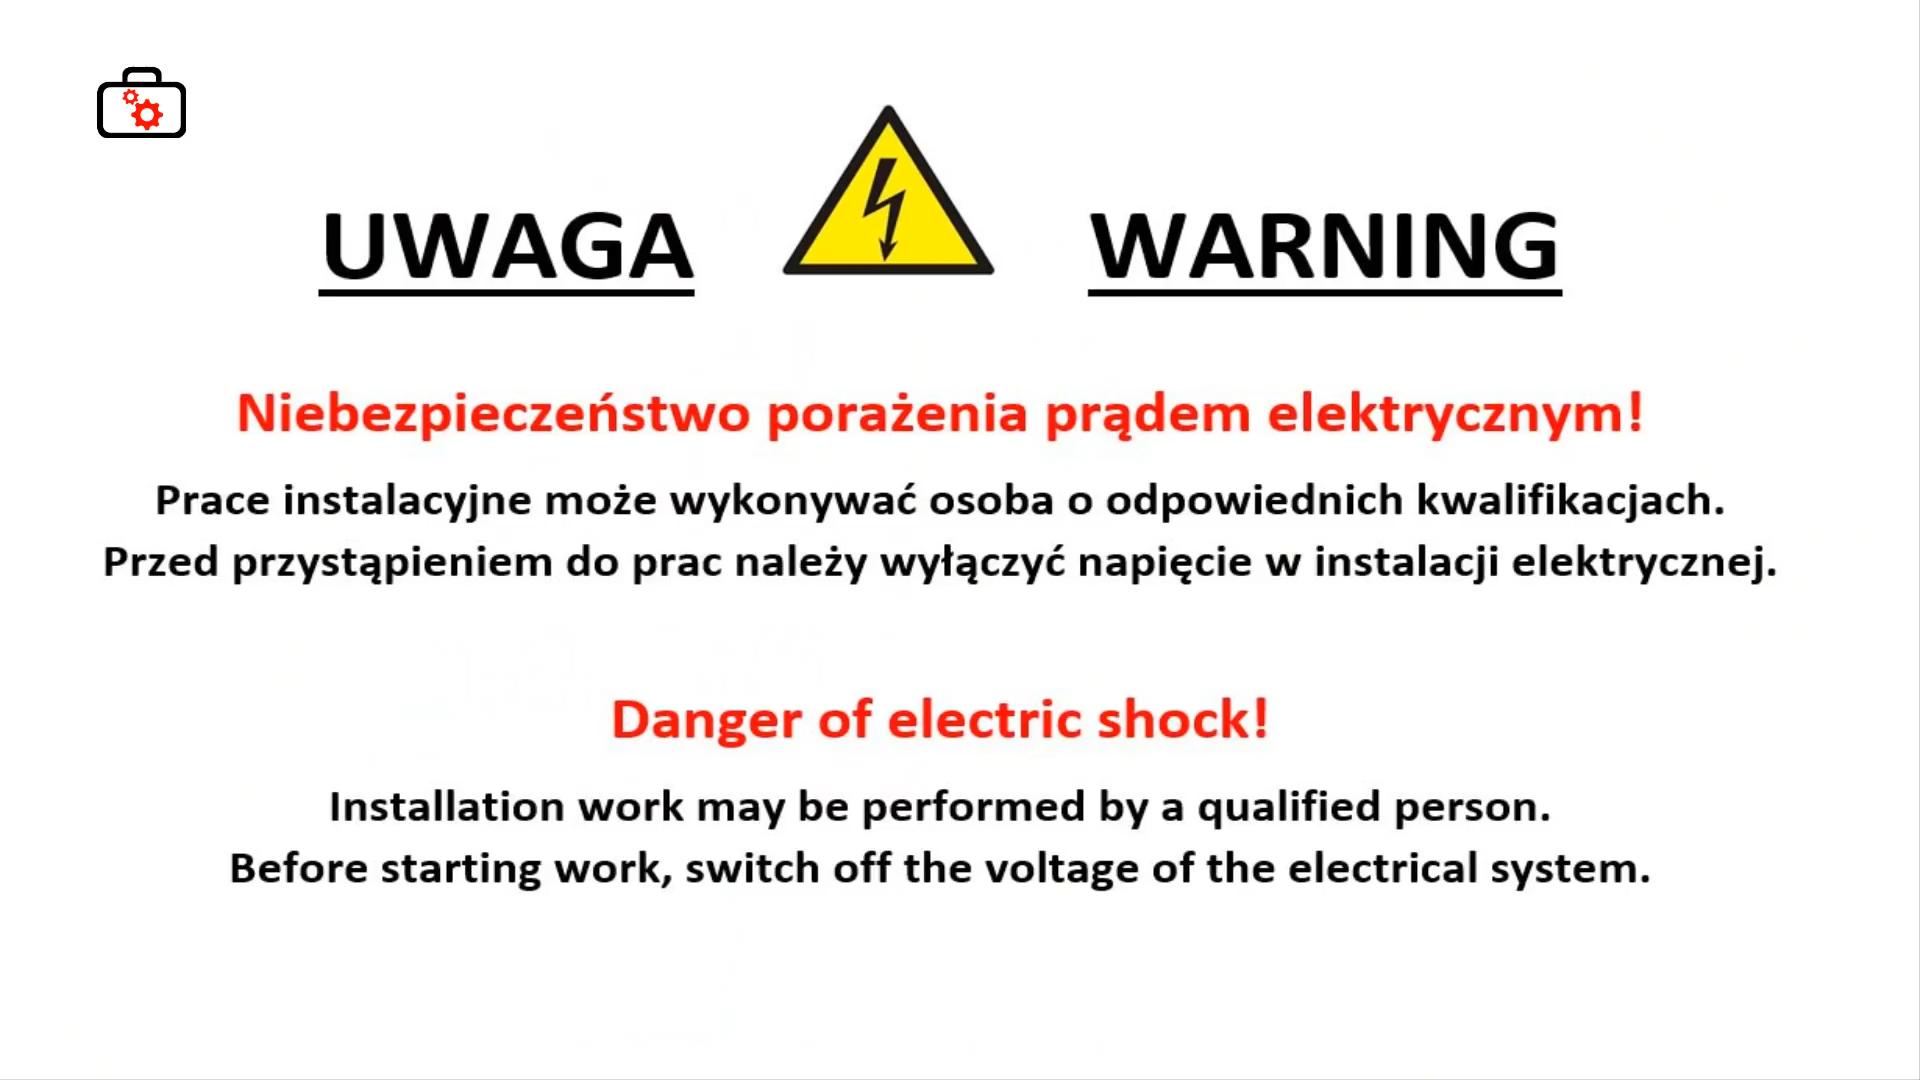 UWAGA WARNING
Niebezpieczeństwo porażenia prądem elektrycznym!
Prace instalacyjne może wykonywać osoba o odpowiednich kwalifikacjach.
Przed przystąpieniem do prac należy wyłączyć napięcie w instalacji elektrycznej.
Danger of electric shock!
Installation work may be performed by a qualified person.
Before starting work, switch off the voltage of the electrical system.